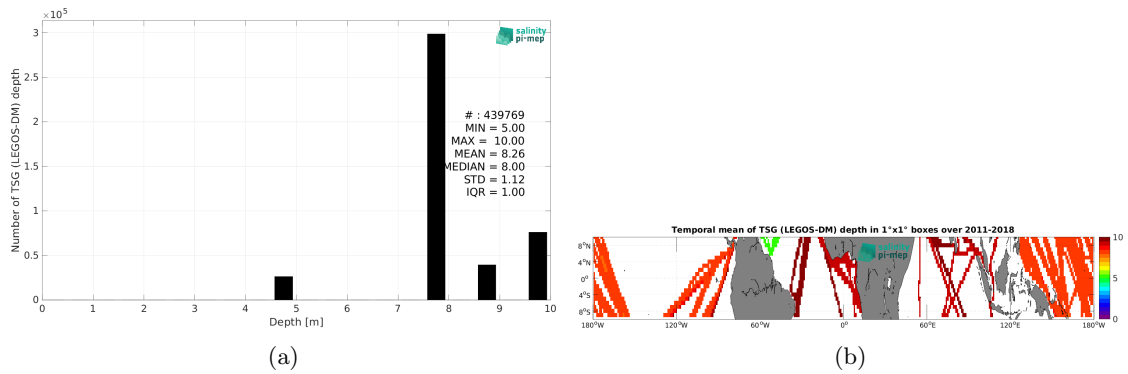 ×10⁵
3
2.5
2
1.5
1
0.5
0
0 1 2 3 4 5 6 7 8 9 10
Number of TSG (LEGOS-DM) depth
Depth [m]
salinity
pi-mep
# : 439769
MIN = 5.00
MAX = 10.00
MEAN = 8.26
MEDIAN = 8.00
STD = 1.12
IQR = 1.00
(a)
Temporal mean of TSG (LEGOS-DM) depth in 1°x1° boxes over 2011-2018
salinity
pi-mep
8°N
4°N
0°
4°S
8°S
180°W 120°W 60°W 0° 60°E 120°E 180°W
10
5
0
(b)